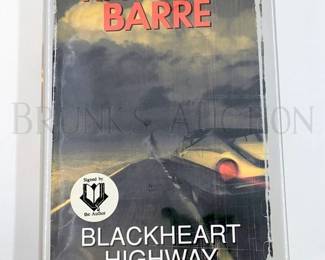 BARRE
BRUNK'S AUCTION
Signed by
the Author
BLACKHEART
HIGHWAY